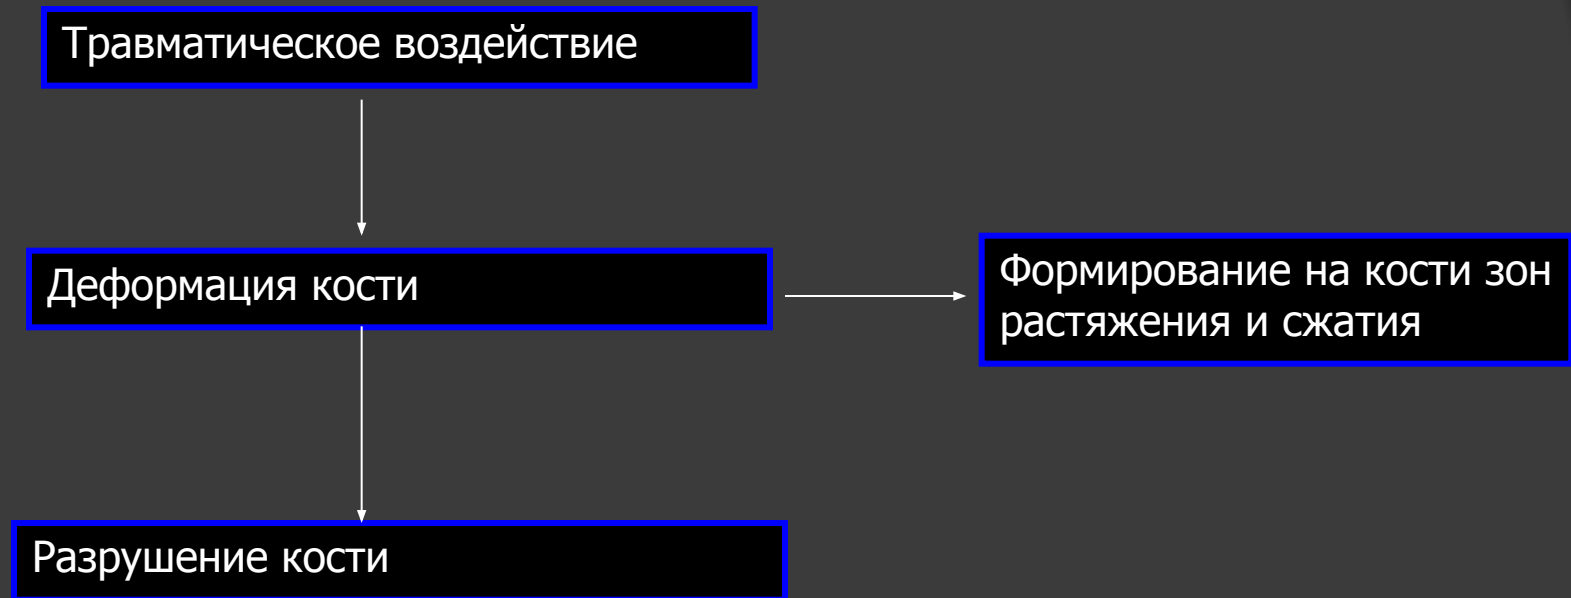 Травматическое воздействие
Деформация кости
Формирование на кости зон
растяжения и сжатия
Разрушение кости